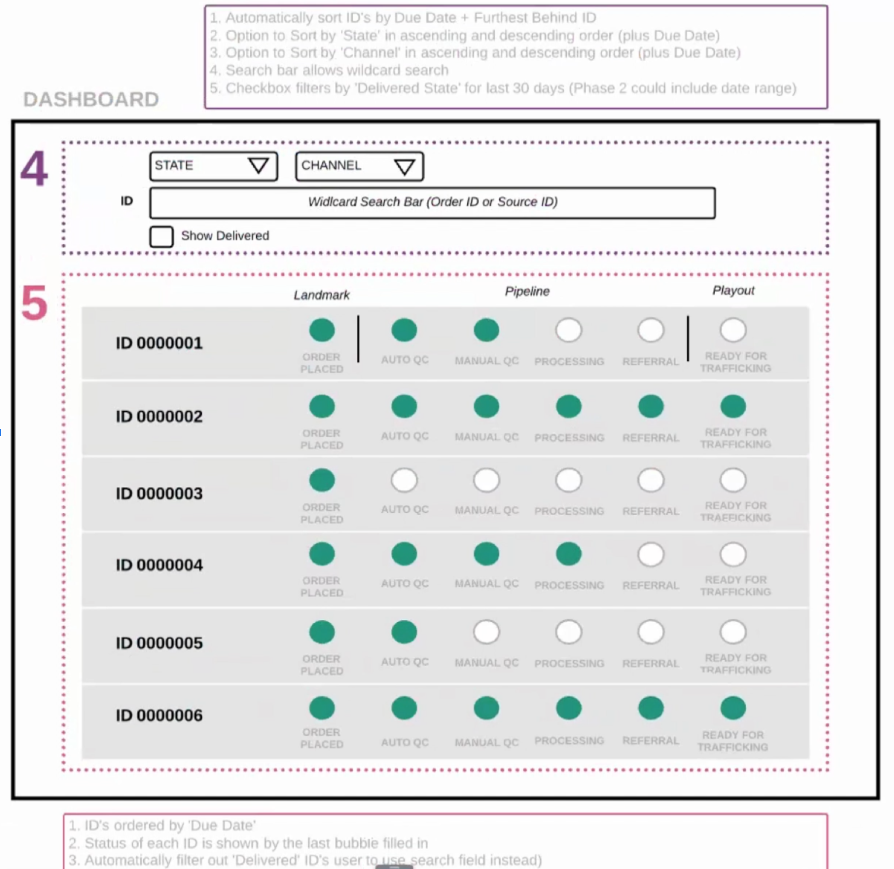 1. Automatically sort ID's by Due Date + Furthest Behind ID
2. Option to Sort by 'State' in ascending and descending order (plus Due Date)
3. Option to Sort by 'Channel' in ascending and descending order (plus Due Date)
4. Search bar allows wildcard search
5. Checkbox filters by 'Delivered State' for last 30 days (Phase 2 could include date range)
DASHBOARD
4
STATE
CHANNEL
ID
Widlcard Search Bar (Order ID or Source ID)
Show Delivered
5
Landmark
Pipeline
Playout
ID 0000001
ORDER
PLACED
AUTO QC
MANUAL QC
PROCESSING
REFERRAL
READY FOR
TRAFFICKING
ID 0000002
ORDER
PLACED
AUTO QC
MANUAL QC
PROCESSING
REFERRAL
READY FOR
TRAFFICKING
ID 0000003
ORDER
PLACED
AUTO QC
MANUAL QC
PROCESSING
REFERRAL
READY FOR
TRAFFICKING
ID 0000004
ORDER
PLACED
AUTO QC
MANUAL QC
PROCESSING
REFERRAL
READY FOR
TRAFFICKING
ID 0000005
ORDER
PLACED
AUTO QC
MANUAL QC
PROCESSING
REFERRAL
READY FOR
TRAFFICKING
ID 0000006
ORDER
PLACED
AUTO QC
MANUAL QC
PROCESSING
REFERRAL
READY FOR
TRAFFICKING
1. ID's ordered by 'Due Date'
2. Status of each ID is shown by the last bubble filled in
3. Automatically filter out 'Delivered' ID's user to use search field instead)